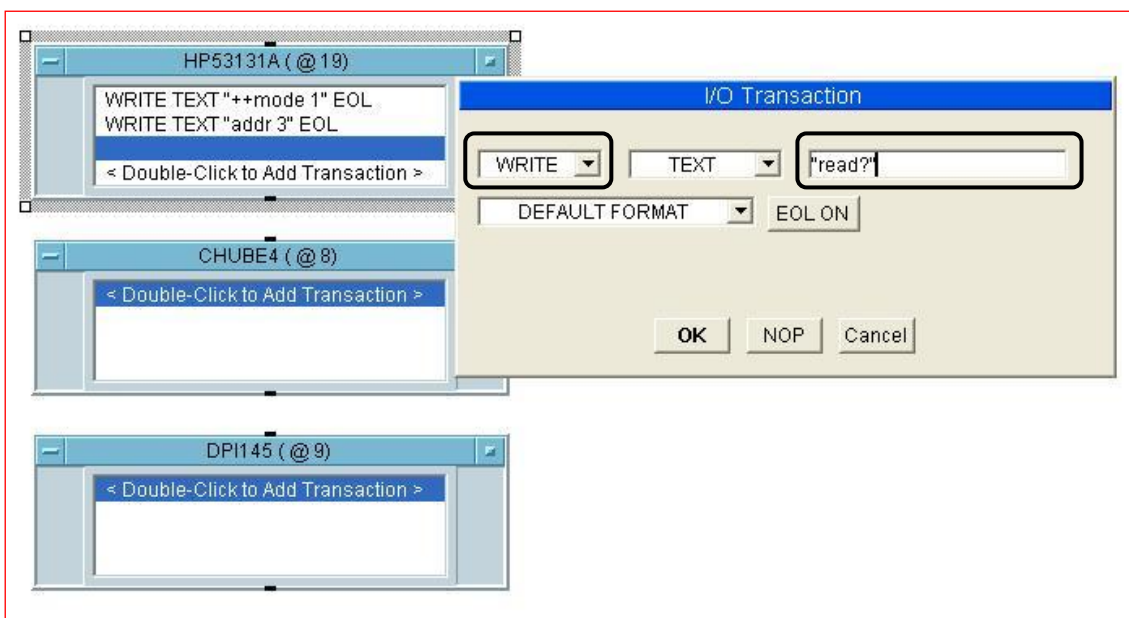 HP53131A ( @ 19)
WRITE TEXT "++mode 1" EOL
WRITE TEXT "addr 3" EOL
< Double-Click to Add Transaction >
I/O Transaction
WRITE TEXT "read?"
DEFAULT FORMAT EOL ON
OK NOP Cancel
CHUBE4 ( @ 8)
< Double-Click to Add Transaction >
DPI145 ( @ 9)
< Double-Click to Add Transaction >